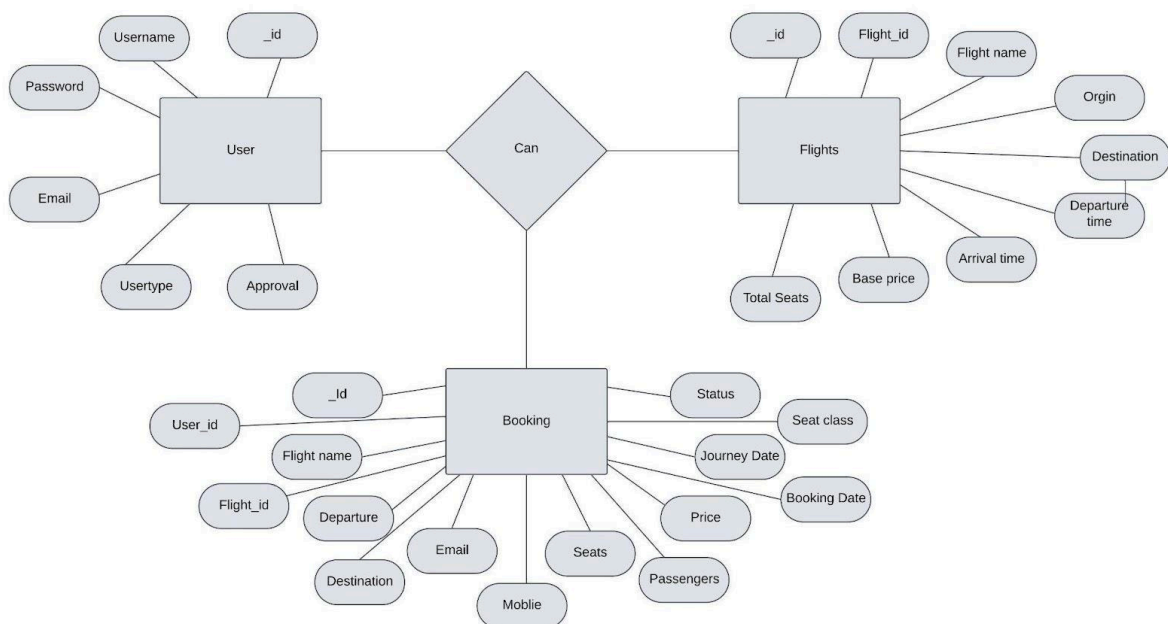 Username
_id
Password
User
Email
Usertype
Approval
Can
_id
Flight_id
Flight name
Orgin
Flights
Destination
Departure
time
Arrival time
Base price
Total Seats
_Id
User_id
Flight name
Flight_id
Departure
Destination
Email
Moblie
Booking
Status
Seat class
Journey Date
Booking Date
Price
Seats
Passengers